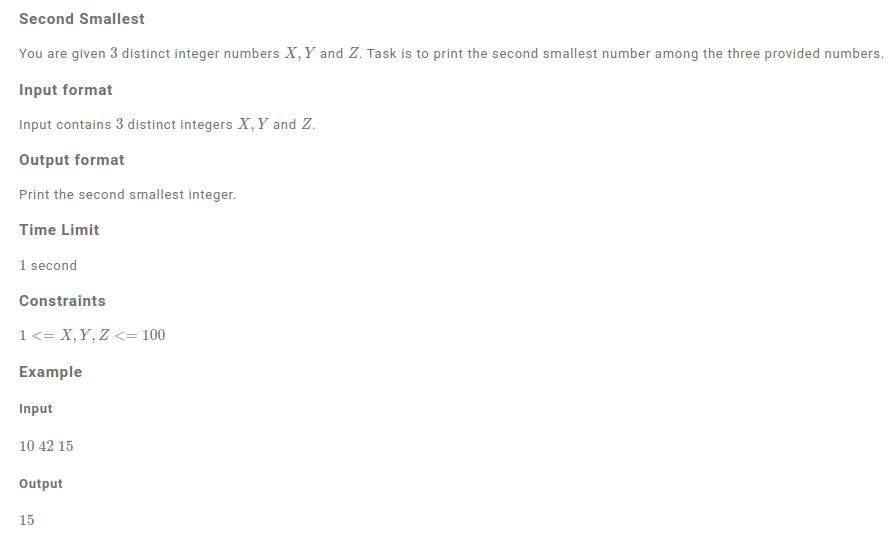 Second Smallest
You are given 3 distinct integer numbers X, Y and Z. Task is to print the second smallest number among the three provided numbers.
Input format
Input contains 3 distinct integers X, Y and Z.
Output format
Print the second smallest integer.
Time Limit
1 second
Constraints
1 <= X, Y, Z <= 100
Example
Input
10 42 15
Output
15